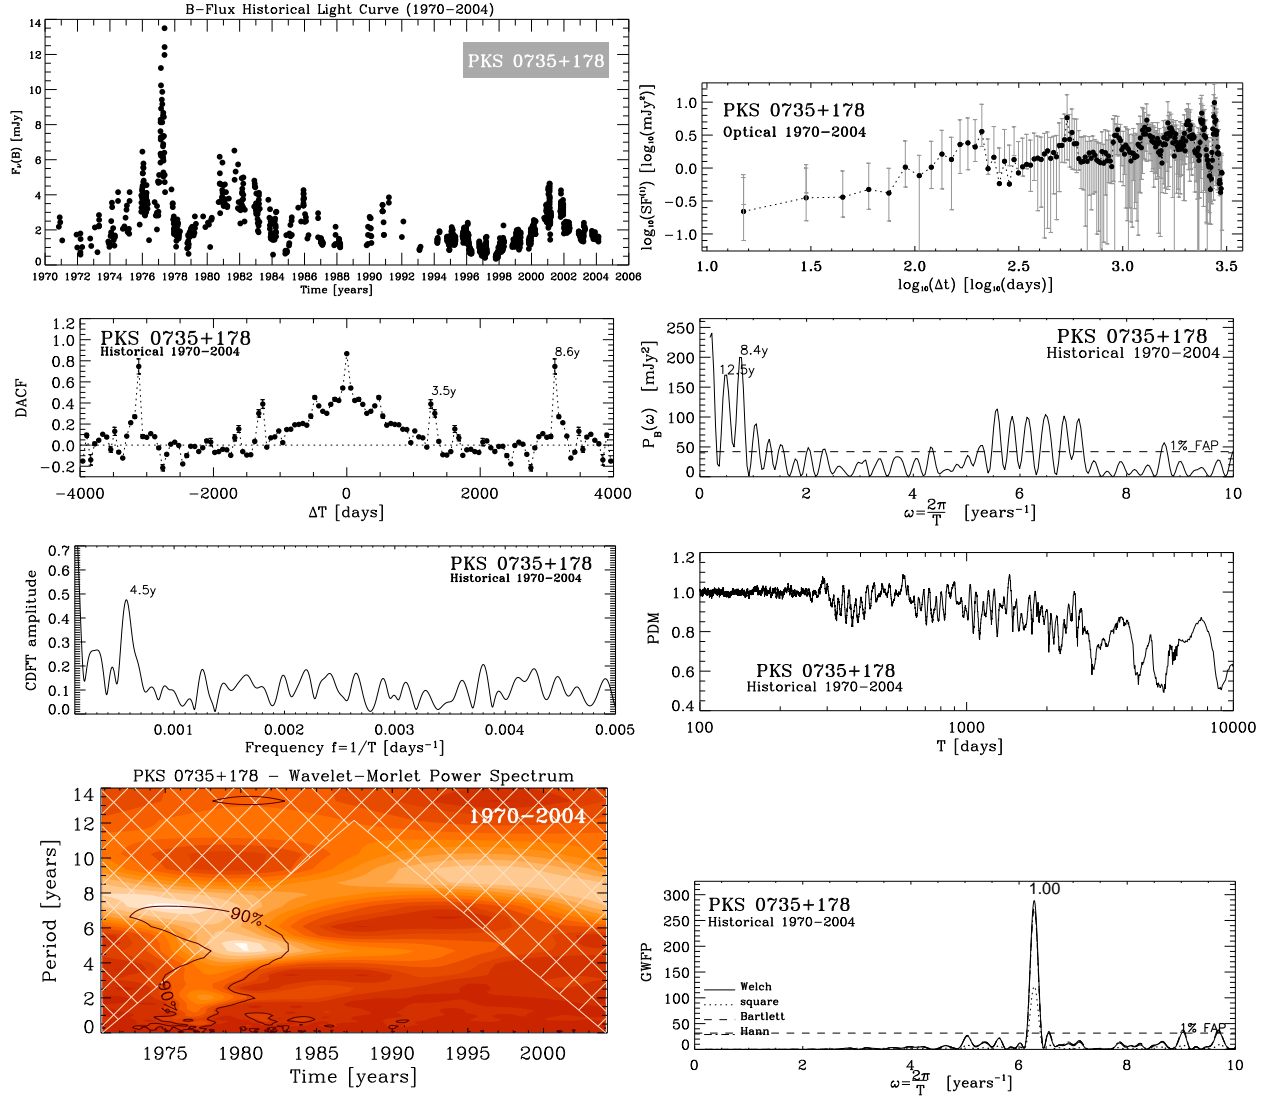 B-Flux Historical Light Curve (1970-2004)
14
12
10
8
6
4
2
0
Fᵥ(B) [mJy]
PKS 0735+178
1970 1972 1974 1976 1978 1980 1982 1984 1986 1988 1990 1992 1994 1996 1998 2000 2002 2004 2006
Time [years]
log₁₀(SF⁽¹⁾) [log₁₀(mJy²)]
1.0
0.5
0.0
-0.5
-1.0
PKS 0735+178
Optical 1970-2004
1.0 1.5 2.0 2.5 3.0 3.5
log₁₀(Δt) [log₁₀(days)]
DACF
1.2
1.0
0.8
0.6
0.4
0.2
0.0
-0.2
PKS 0735+178
Historical 1970-2004
8.6y
3.5y
-4000 -2000 0 2000 4000
ΔT [days]
P_B(ω) [mJy²]
250
200
150
100
50
0
PKS 0735+178
Historical 1970-2004
8.4y
12.5y
1% FAP
0 2 4 6 8 10
ω=2π/T [years⁻¹]
CDFT amplitude
0.7
0.6
0.5
0.4
0.3
0.2
0.1
0.0
PKS 0735+178
Historical 1970-2004
4.5y
0.001 0.002 0.003 0.004 0.005
Frequency f=1/T [days⁻¹]
PDM
1.2
1.0
0.8
0.6
0.4
PKS 0735+178
Historical 1970-2004
100 1000 10000
T [days]
PKS 0735+178 - Wavelet-Morlet Power Spectrum
Period [years]
12
10
8
6
4
2
0
1970-2004
90%
90%
1975 1980 1985 1990 1995 2000
Time [years]
GWFP
300
250
200
150
100
50
0
1.00
PKS 0735+178
Historical 1970-2004
Welch
square
Bartlett
Hann
1% FAP
0 2 4 6 8 10
ω=2π/T [years⁻¹]